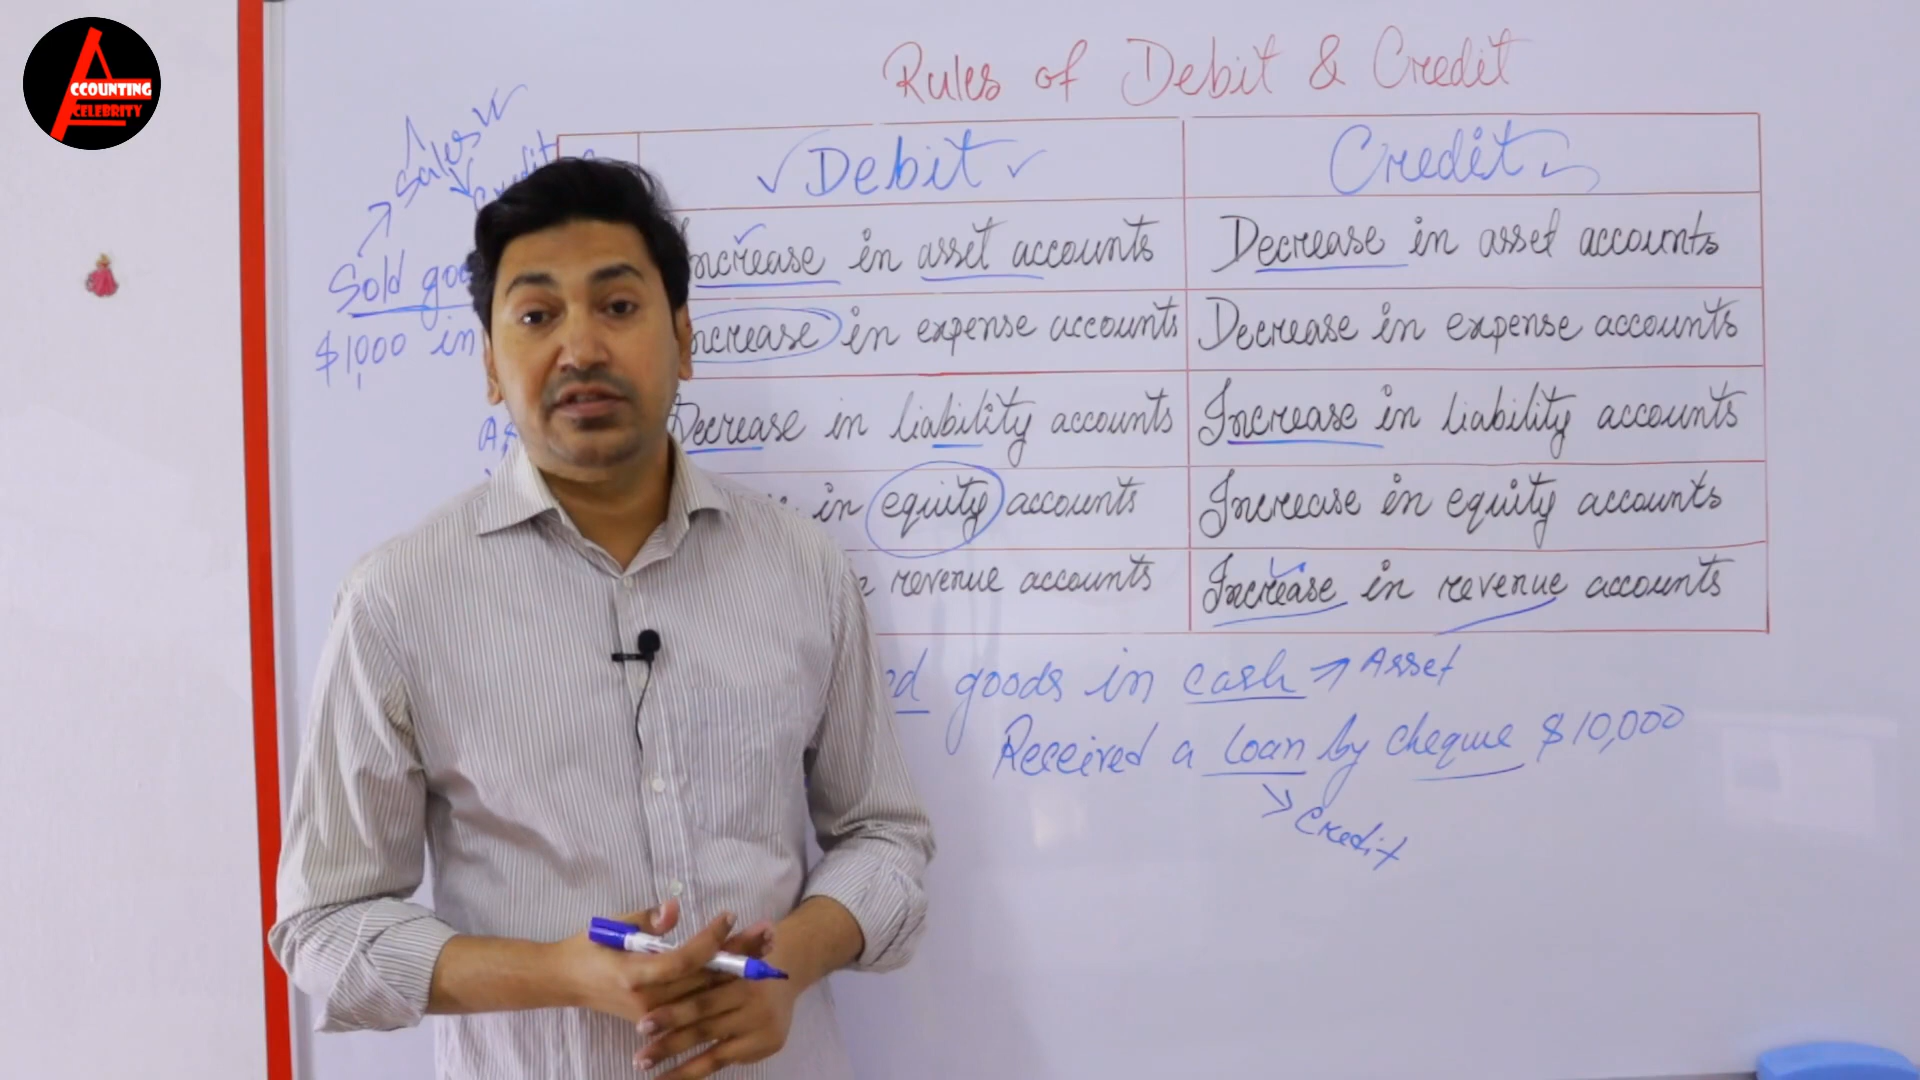 ACCOUNTING
CELEBRITY
Rules of Debit & Credit
Sales
Debit
Credit
Sold
$1000 in
Increase in asset accounts
Decrease in asset accounts
Increase in expense accounts
Decrease in expense accounts
Decrease in liability accounts
Increase in liability accounts
in equity accounts
Increase in equity accounts
revenue accounts
Increase in revenue accounts
goods in cash → Asset
Received a loan by cheque $10,000
Credit